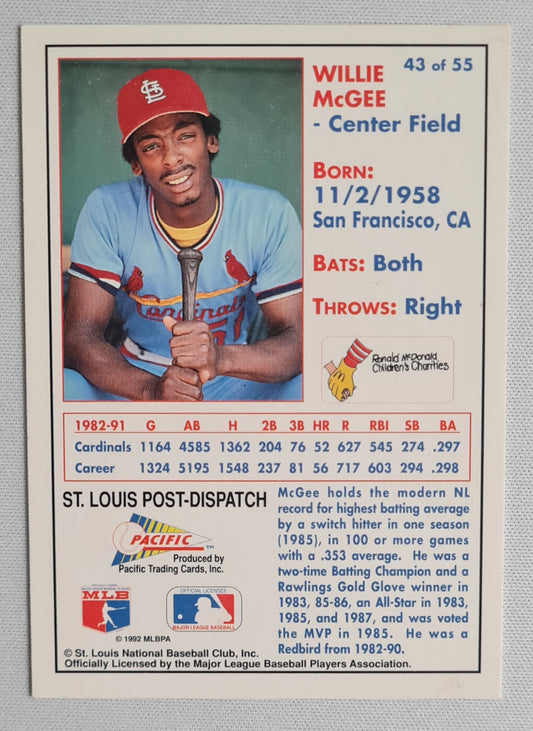 43 of 55
WILLIE
McGEE
- Center Field
BORN:
11/2/1958
San Francisco, CA
BATS: Both
THROWS: Right
Ronald McDonald
Children's Charities
StL
Cardinals
51
1982-91 G AB H 2B 3B HR R RBI SB BA
Cardinals 1164 4585 1362 204 76 52 627 545 274 .297
Career 1324 5195 1548 237 81 56 717 603 294 .298
ST. LOUIS POST-DISPATCH
PACIFIC TM
Produced by
Pacific Trading Cards, Inc.
MLB
OFFICIAL LICENSEE
MAJOR LEAGUE BASEBALL
© 1992 MLBPA
McGee holds the modern NL
record for highest batting average
by a switch hitter in one season
(1985), in 100 or more games
with a .353 average. He was a
two-time Batting Champion and a
Rawlings Gold Glove winner in
1983, 85-86, an All-Star in 1983,
1985, and 1987, and was voted
the MVP in 1985. He was a
Redbird from 1982-90.
© St. Louis National Baseball Club, Inc.
Officially Licensed by the Major League Baseball Players Association.